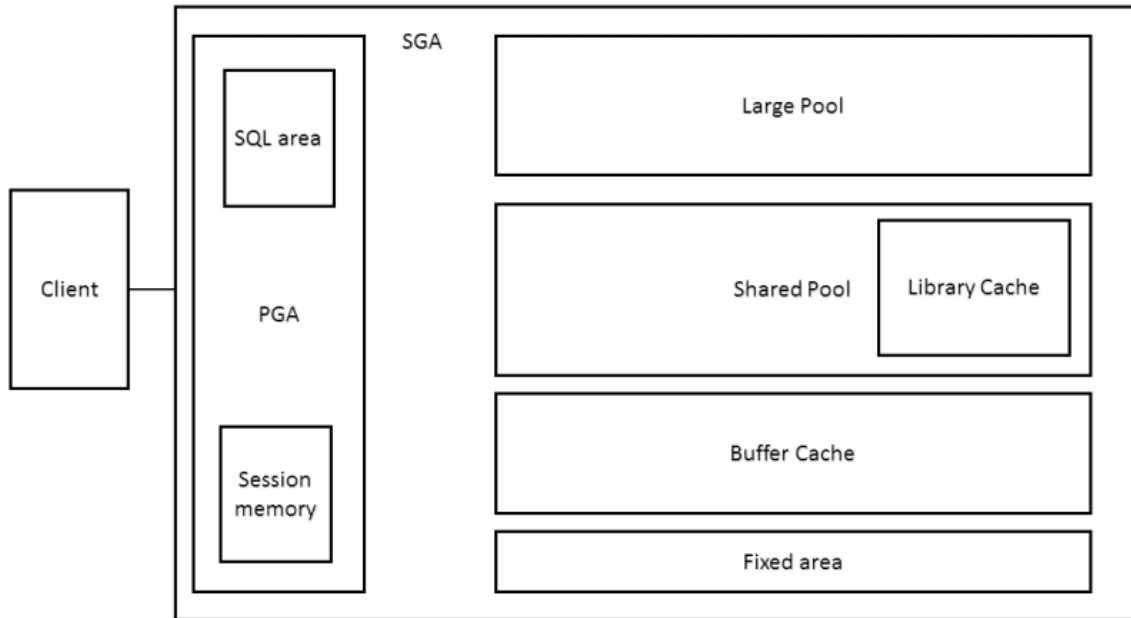 SGA
SQL area
PGA
Session
memory
Client
Large Pool
Shared Pool
Library Cache
Buffer Cache
Fixed area